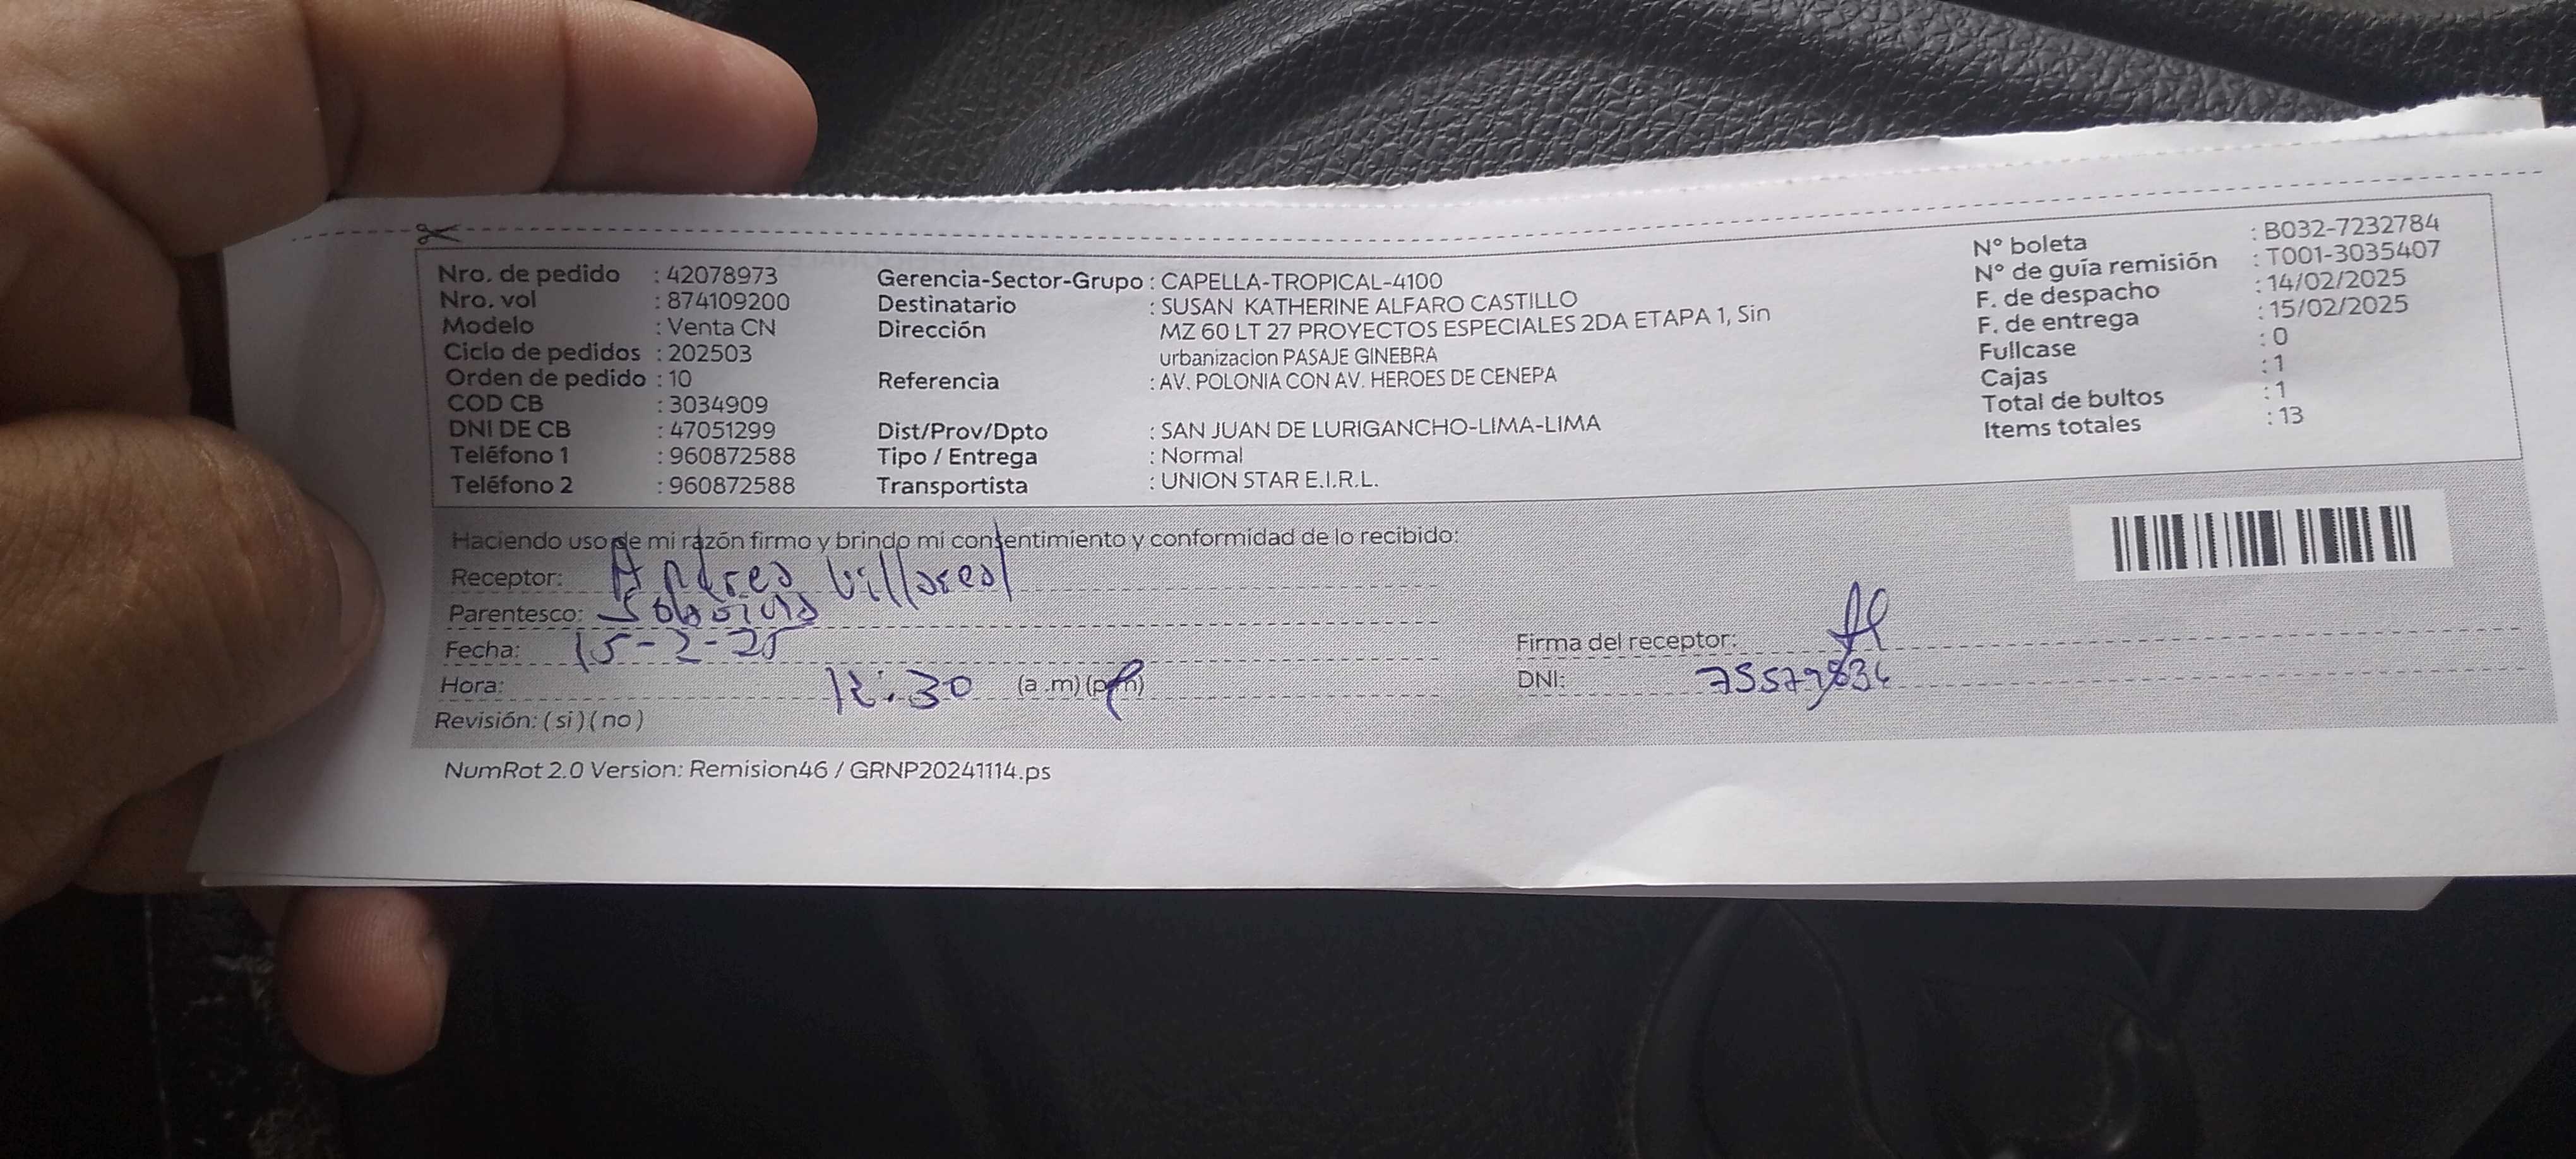 Nro. de pedido : 42078973
Nro. vol : 874109200
Modelo : Venta CN
Ciclo de pedidos : 202503
Orden de pedido : 10
COD CB : 3034909
DNI DE CB : 47051299
Teléfono 1 : 960872588
Teléfono 2 : 960872588
Gerencia-Sector-Grupo : CAPELLA-TROPICAL-4100
Destinatario : SUSAN KATHERINE ALFARO CASTILLO
Dirección MZ 60 LT 27 PROYECTOS ESPECIALES 2DA ETAPA 1, Sin
urbanizacion PASAJE GINEBRA
Referencia : AV. POLONIA CON AV. HEROES DE CENEPA
Dist/Prov/Dpto : SAN JUAN DE LURIGANCHO-LIMA-LIMA
Tipo / Entrega : Normal
Transportista : UNION STAR E.I.R.L.
N° boleta : B032-7232784
N° de guía remisión : T001-3035407
F. de despacho : 14/02/2025
F. de entrega : 15/02/2025
Fullcase : 0
Cajas : 1
Total de bultos : 1
Items totales : 13
Haciendo uso de mi razón firmo y brindo mi consentimiento y conformidad de lo recibido:
Receptor: Andrea Villareal
Parentesco: Sobrina
Fecha: 15-2-25
Hora: 12:30 (a .m) (p.m)
Revisión: ( si ) ( no )
Firma del receptor:
DNI:
NumRot 2.0 Version: Remision46 / GRNP20241114.ps